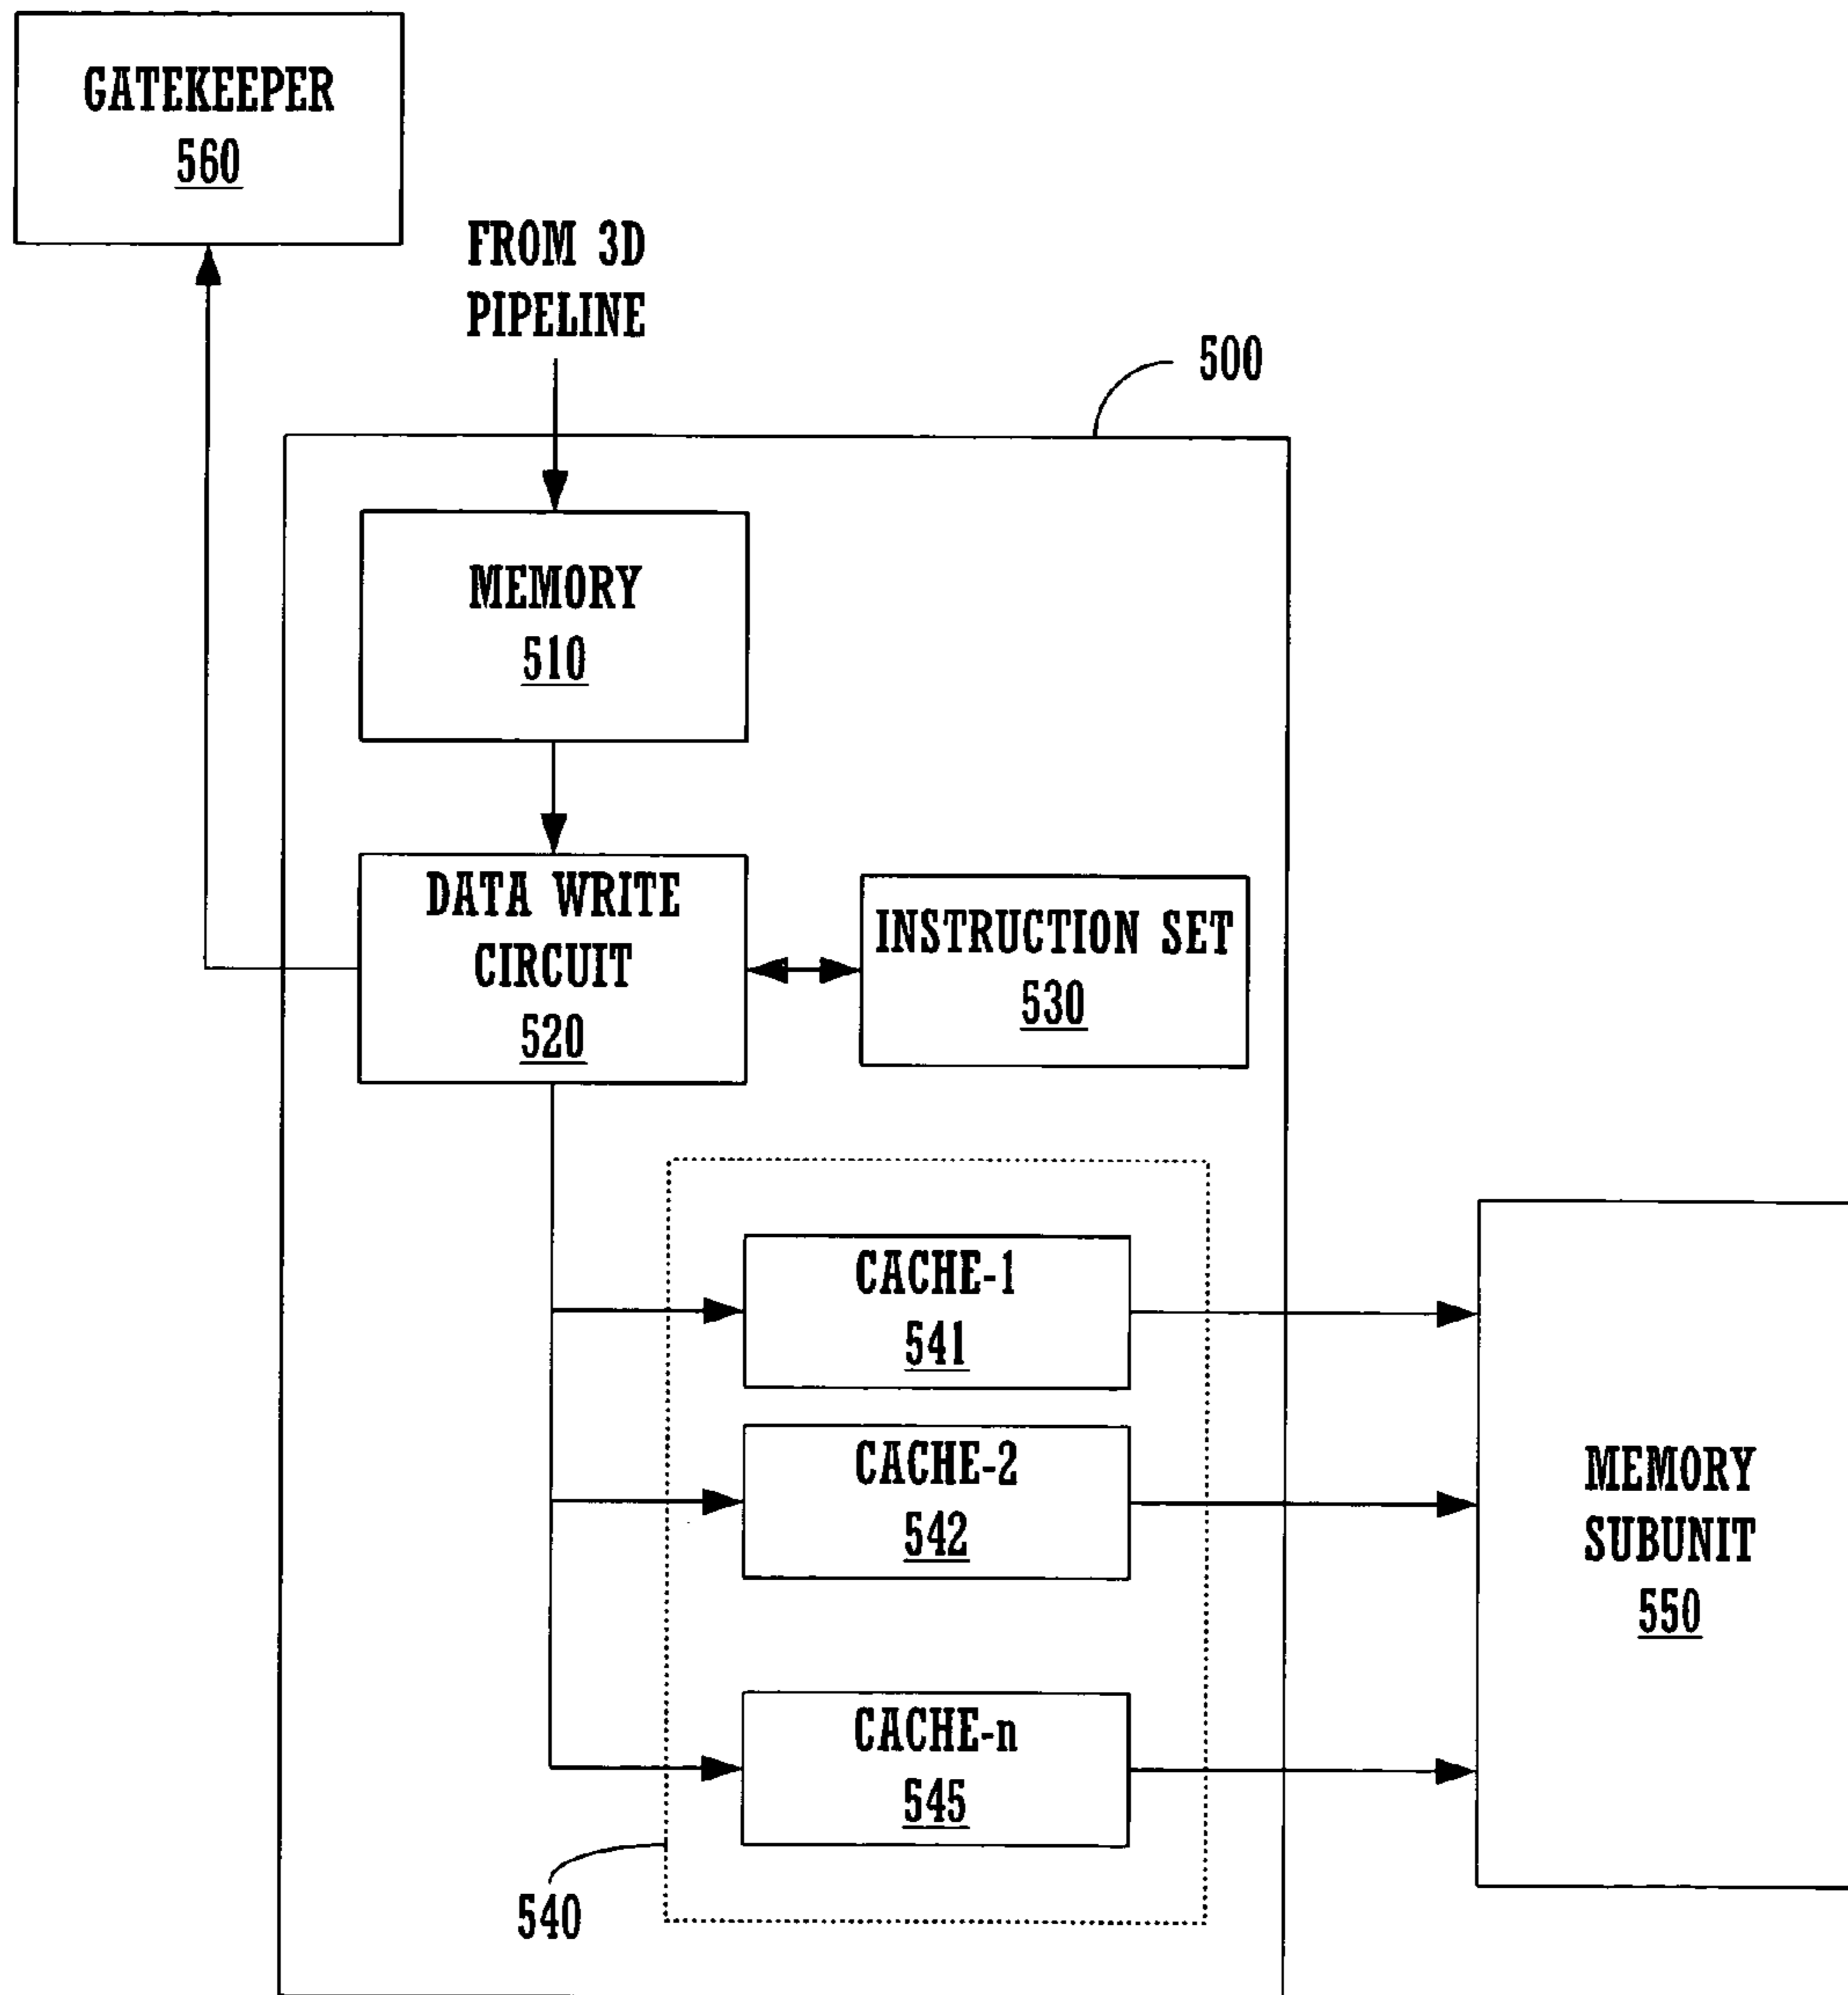 GATEKEEPER
560
FROM 3D
PIPELINE
500
MEMORY
510
DATA WRITE
CIRCUIT
520
INSTRUCTION SET
530
CACHE-1
541
CACHE-2
542
CACHE-n
545
540
MEMORY
SUBUNIT
550